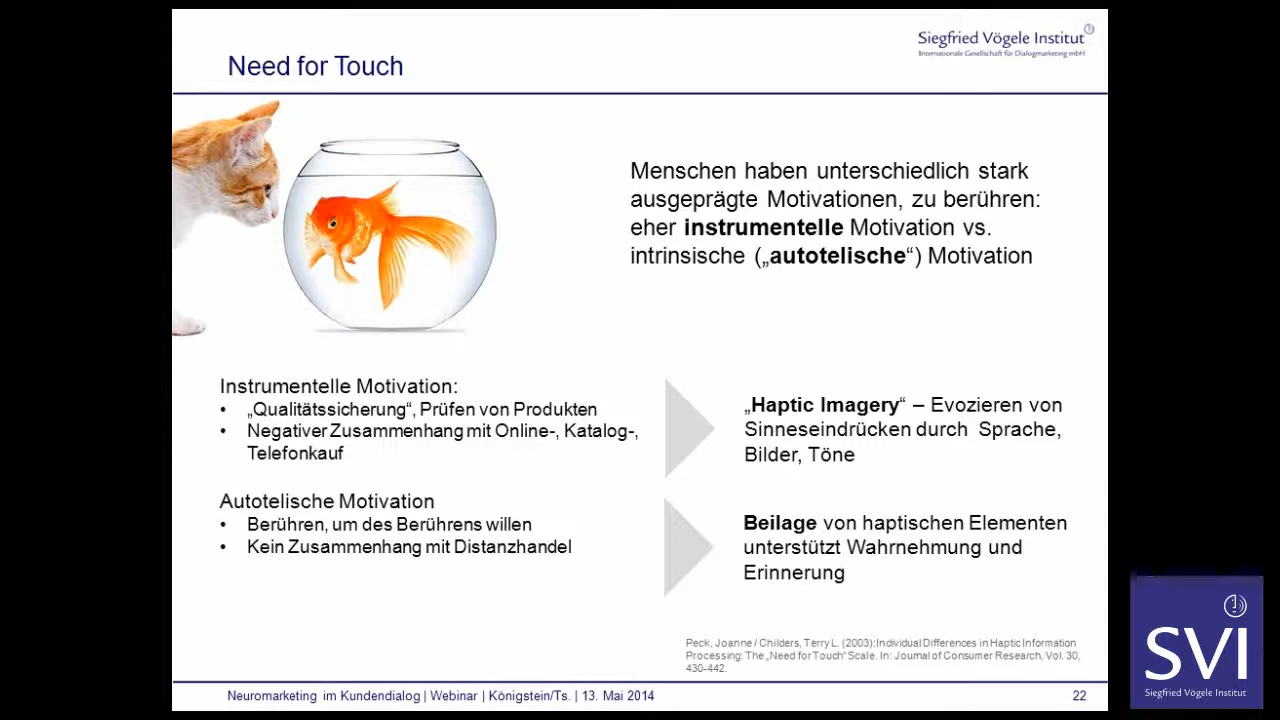 Siegfried Vögele Institut
Internationale Gesellschaft für Dialogmarketing mbH
Need for Touch
Menschen haben unterschiedlich stark
ausgeprägte Motivationen, zu berühren:
eher instrumentelle Motivation vs.
intrinsische („autotelische“) Motivation
Instrumentelle Motivation:
• „Qualitätssicherung“, Prüfen von Produkten
• Negativer Zusammenhang mit Online-, Katalog-,
Telefonkauf
Autotelische Motivation
• Berühren, um des Berührens willen
• Kein Zusammenhang mit Distanzhandel
„Haptic Imagery“ – Evozieren von
Sinneseindrücken durch Sprache,
Bilder, Töne
Beilage von haptischen Elementen
unterstützt Wahrnehmung und
Erinnerung
Peck, Joanne / Childers, Terry L. (2003): Individual Differences in Haptic Information
Processing: The „Need for Touch“ Scale. In: Journal of Consumer Research, Vol. 30,
430-442.
Neuromarketing im Kundendialog | Webinar | Königstein/Ts. | 13. Mai 2014
22
SVI
Siegfried Vögele Institut